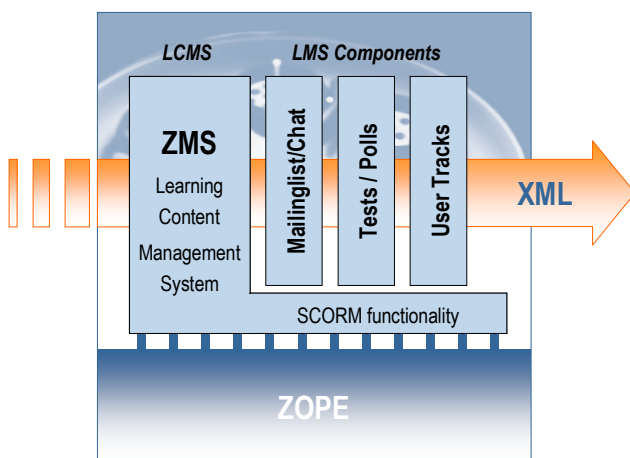 LCMS
LMS Components
ZMS
Learning
Content
Management
System
Mailinglist/Chat
Tests / Polls
User Tracks
XML
SCORM functionality
ZOPE